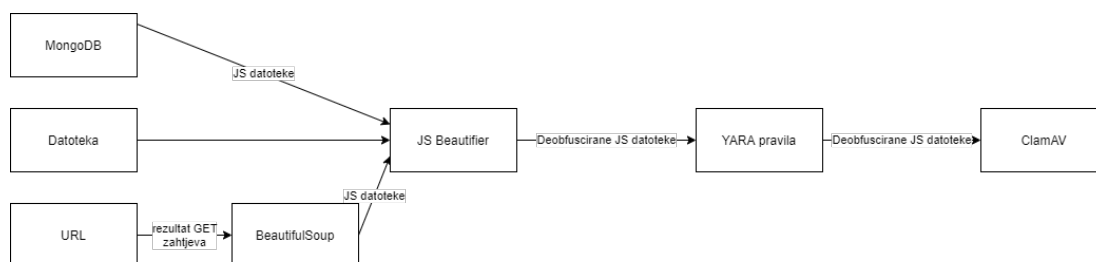 MongoDB
JS datoteke
Datoteka
JS Beautifier
Deobfuscirane JS datoteke
YARA pravila
Deobfuscirane JS datoteke
ClamAV
JS datoteke
URL
rezultat GET
zahtjeva
BeautifulSoup